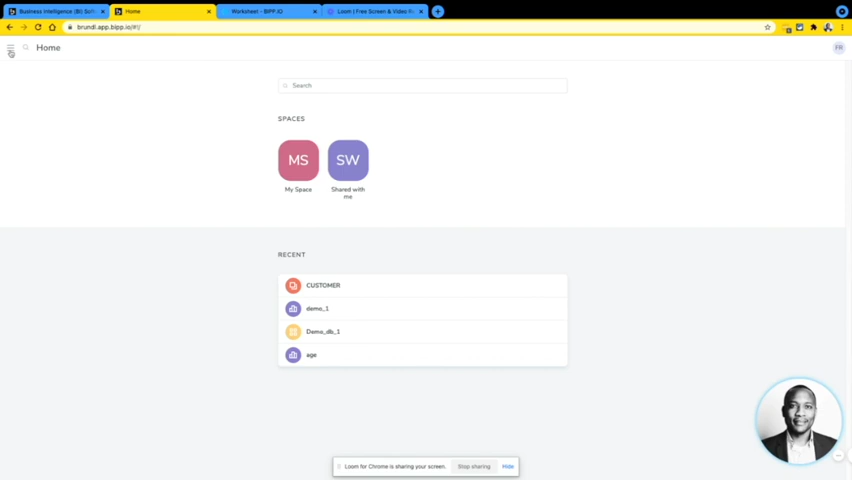 Business Intelligence (BI) Soft
Home
Worksheet - BIPP.IO
Loom | Free Screen & Video Re
brundl.app.bipp.io/#!/
Home
FR
Search
SPACES
MS
SW
My Space
Shared with
me
RECENT
CUSTOMER
demo_1
Demo_db_1
age
Loom for Chrome is sharing your screen.
Stop sharing
Hide